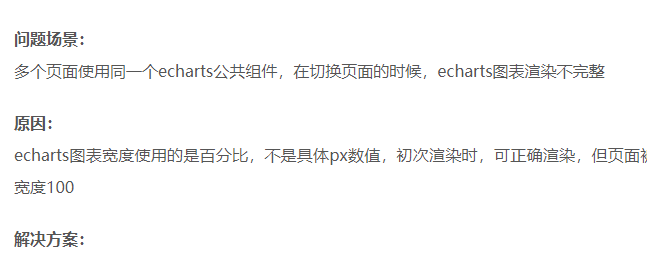 问题场景：
多个页面使用同一个echarts公共组件，在切换页面的时候，echarts图表渲染不完整
原因：
echarts图表宽度使用的是百分比，不是具体px数值，初次渲染时，可正确渲染，但页面
宽度100
解决方案：